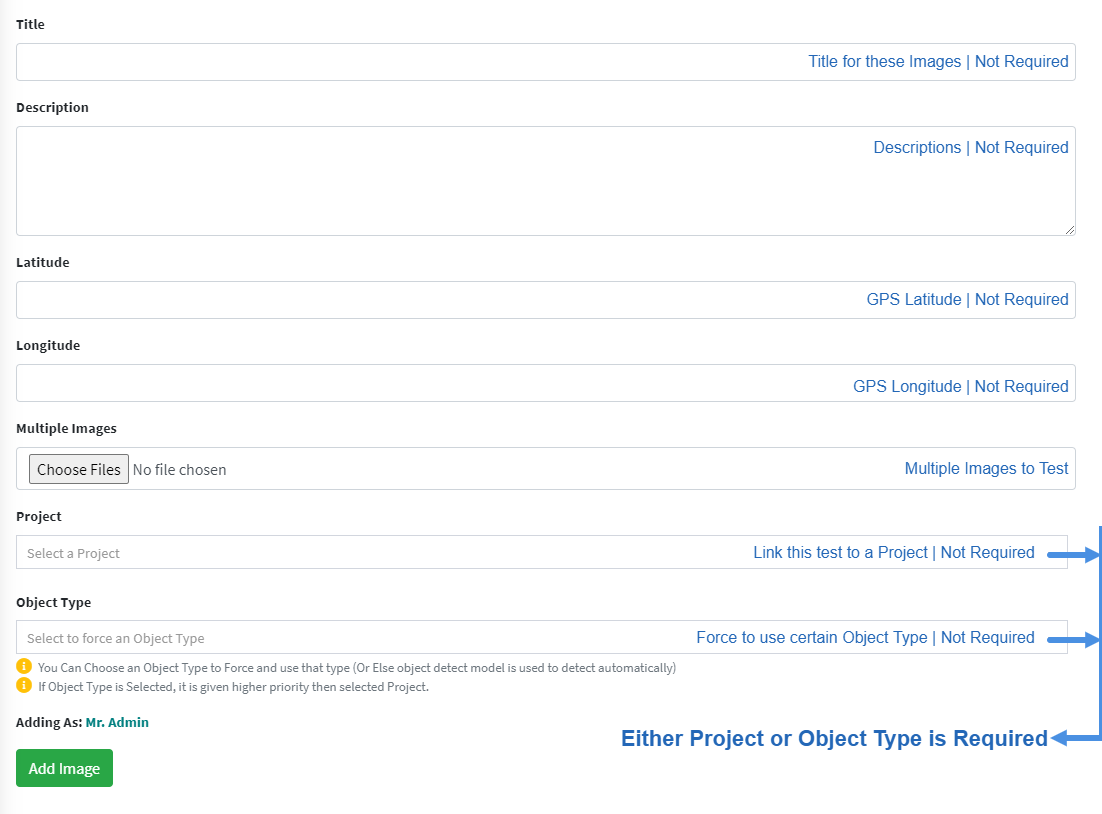 Title
Title for these Images | Not Required
Description
Descriptions | Not Required
Latitude
GPS Latitude | Not Required
Longitude
GPS Longitude | Not Required
Multiple Images
Choose Files No file chosen Multiple Images to Test
Project
Select a Project Link this test to a Project | Not Required
Object Type
Select to force an Object Type Force to use certain Object Type | Not Required
i You Can Choose an Object Type to Force and use that type (Or Else object detect model is used to detect automatically)
i If Object Type is Selected, it is given higher priority then selected Project.
Adding As: Mr. Admin
Either Project or Object Type is Required
Add Image